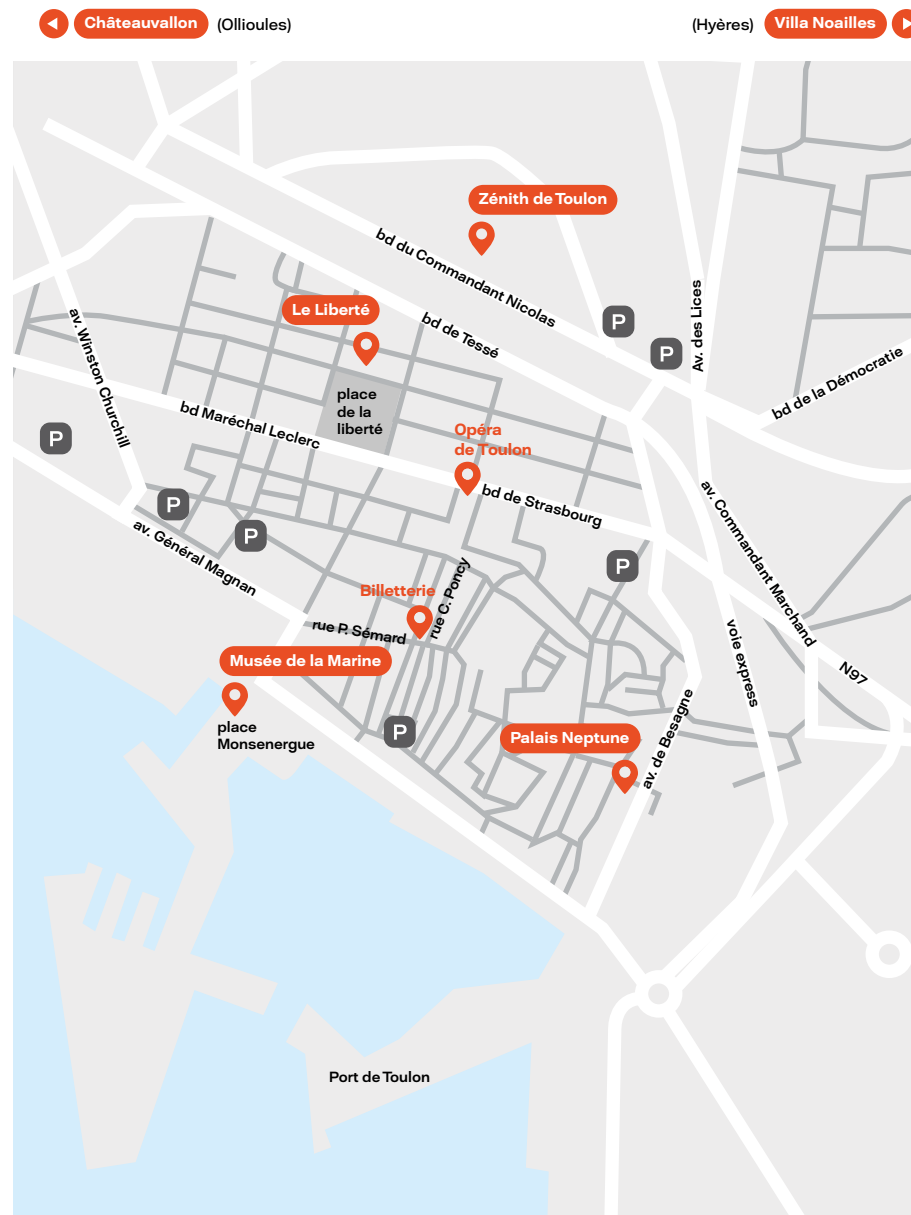 Châteauvallon (Ollioules)
(Hyères) Villa Noailles
Zénith de Toulon
bd du Commandant Nicolas
Le Liberté
bd de Tessé
Av. des Lices
P
P
av. Winston Churchill
bd de la Démocratie
place
de la
liberté
bd Maréchal Leclerc
Opéra
de Toulon
P
bd de Strasbourg
P
av. Commandant Marchand
av. Général Magnan
P
P
Billetterie
rue C. Poncy
rue P. Sémard
voie express
N97
Musée de la Marine
place
Monsenergue
P
Palais Neptune
av. de Besagne
Port de Toulon